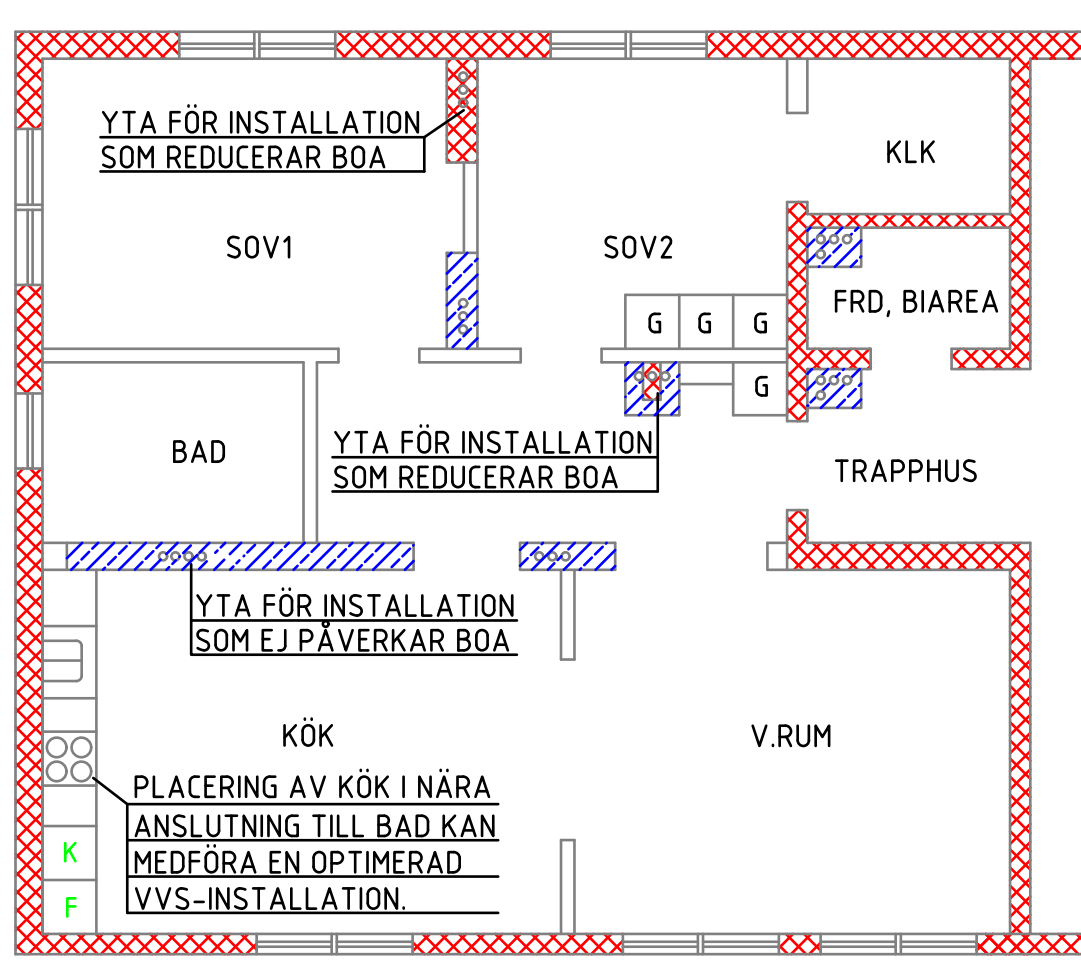 YTA FÖR INSTALLATION
SOM REDUCERAR BOA
KLK
SOV1
SOV2
FRD, BIAREA
G
G
G
G
YTA FÖR INSTALLATION
SOM REDUCERAR BOA
BAD
TRAPPHUS
YTA FÖR INSTALLATION
SOM EJ PÅVERKAR BOA
KÖK
V.RUM
PLACERING AV KÖK I NÄRA
ANSLUTNING TILL BAD KAN
MEDFÖRA EN OPTIMERAD
VVS-INSTALLATION.
K
F